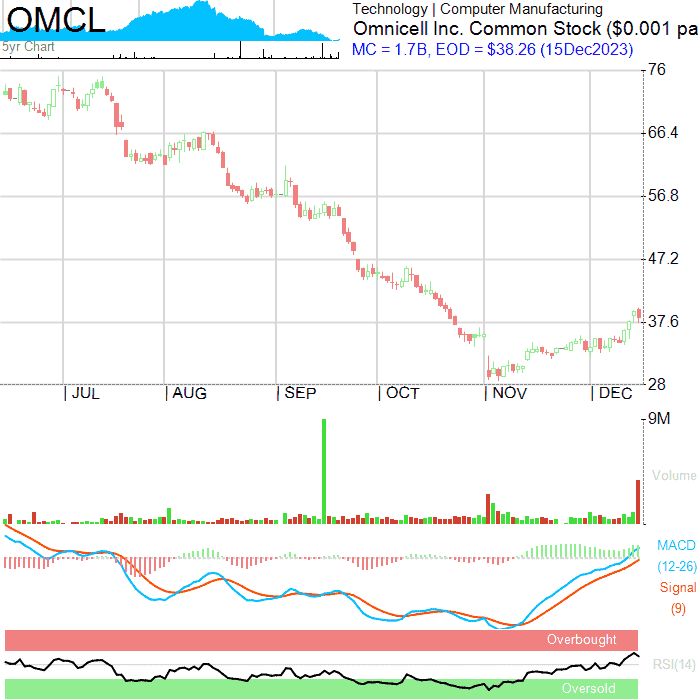 OMCL
5yr Chart
Technology | Computer Manufacturing
Omnicell Inc. Common Stock ($0.001 pa
MC = 1.7B, EOD = $38.26 (15Dec2023)
76
66.4
56.8
47.2
37.6
28
JUL
AUG
SEP
OCT
NOV
DEC
9M
Volume
MACD
(12-26)
Signal
(9)
Overbought
RSI(14)
Oversold